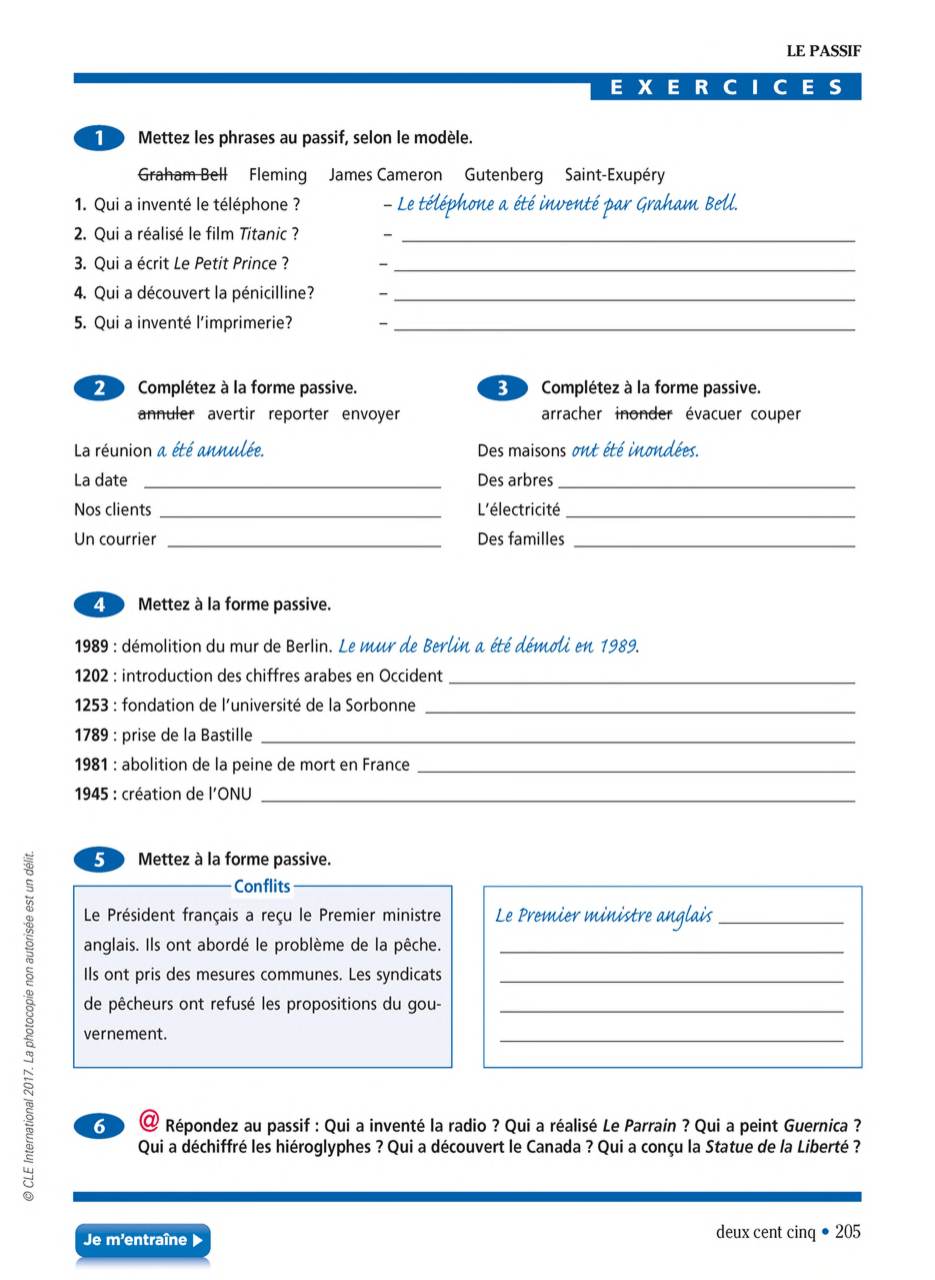 LE PASSIF
EXERCICES
1 Mettez les phrases au passif, selon le modèle.
Graham Bell Fleming James Cameron Gutenberg Saint-Exupéry
1. Qui a inventé le téléphone ? – Le téléphone a été inventé par Graham Bell.
2. Qui a réalisé le film Titanic ? –
3. Qui a écrit Le Petit Prince ? –
4. Qui a découvert la pénicilline? –
5. Qui a inventé l'imprimerie? –
2 Complétez à la forme passive.
annuler avertir reporter envoyer
La réunion a été annulée.
La date
Nos clients
Un courrier
3 Complétez à la forme passive.
arracher inonder évacuer couper
Des maisons ont été inondées.
Des arbres
L'électricité
Des familles
4 Mettez à la forme passive.
1989 : démolition du mur de Berlin. Le mur de Berlin a été démoli en 1989.
1202 : introduction des chiffres arabes en Occident
1253 : fondation de l'université de la Sorbonne
1789 : prise de la Bastille
1981 : abolition de la peine de mort en France
1945 : création de l'ONU
5 Mettez à la forme passive.
Conflits
Le Président français a reçu le Premier ministre
anglais. Ils ont abordé le problème de la pêche.
Ils ont pris des mesures communes. Les syndicats
de pêcheurs ont refusé les propositions du gou-
vernement.
Le Premier ministre anglais
6 @ Répondez au passif : Qui a inventé la radio ? Qui a réalisé Le Parrain ? Qui a peint Guernica ?
Qui a déchiffré les hiéroglyphes ? Qui a découvert le Canada ? Qui a conçu la Statue de la Liberté ?
© CLE International 2017. La photocopie non autorisée est un délit.
Je m'entraîne
deux cent cinq • 205